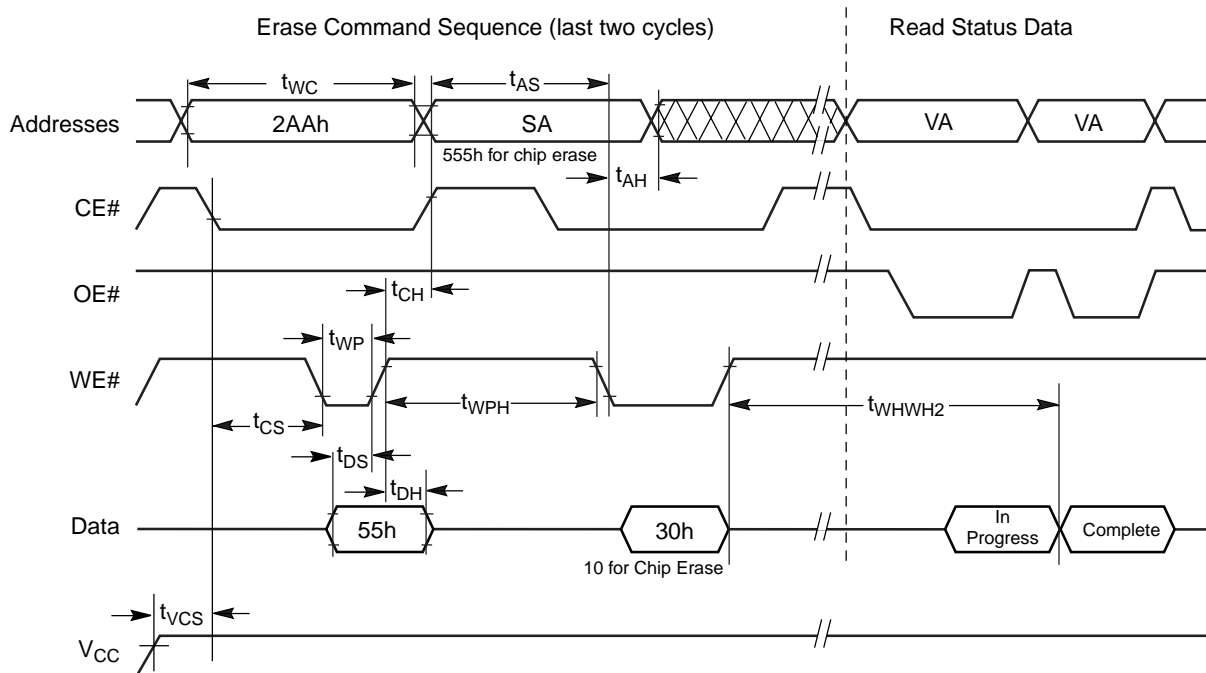 Erase Command Sequence (last two cycles)
Read Status Data
tWC
tAS
Addresses
2AAh
SA
VA
VA
555h for chip erase
tAH
CE#
OE#
tCH
tWP
WE#
tWPH
tWHWH2
tCS
tDS
tDH
Data
55h
30h
In
Progress
Complete
10 for Chip Erase
tVCS
VCC